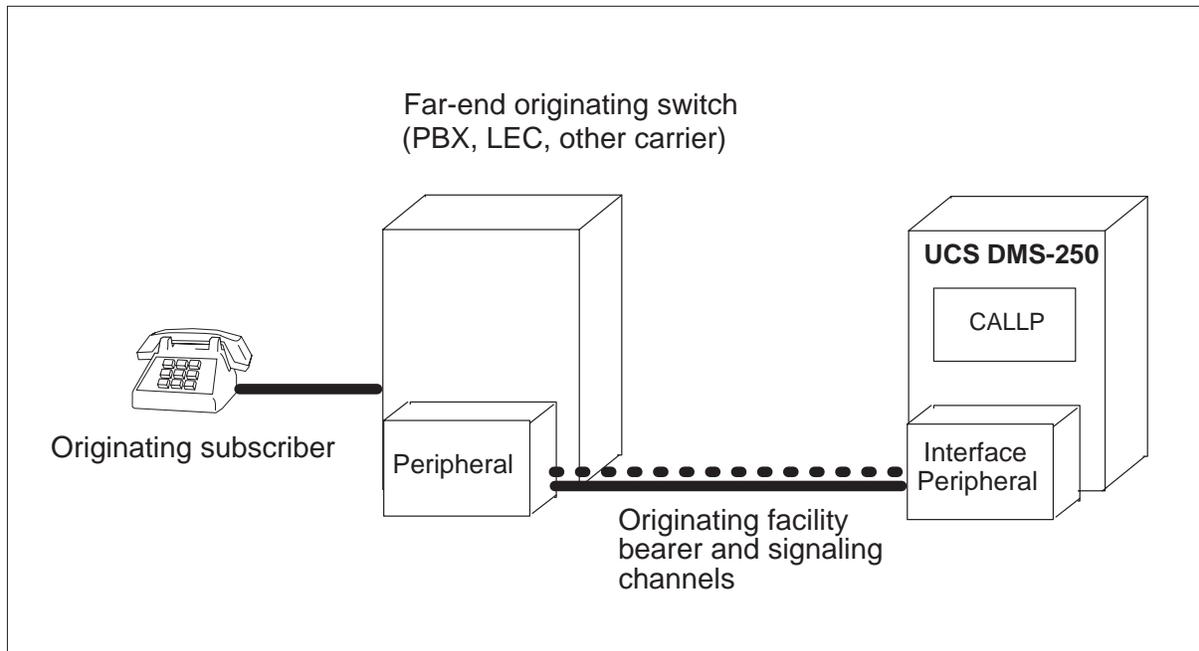 Far-end originating switch
(PBX, LEC, other carrier)
UCS DMS-250
CALLP
Originating subscriber
Peripheral
Interface
Peripheral
Originating facility
bearer and signaling
channels